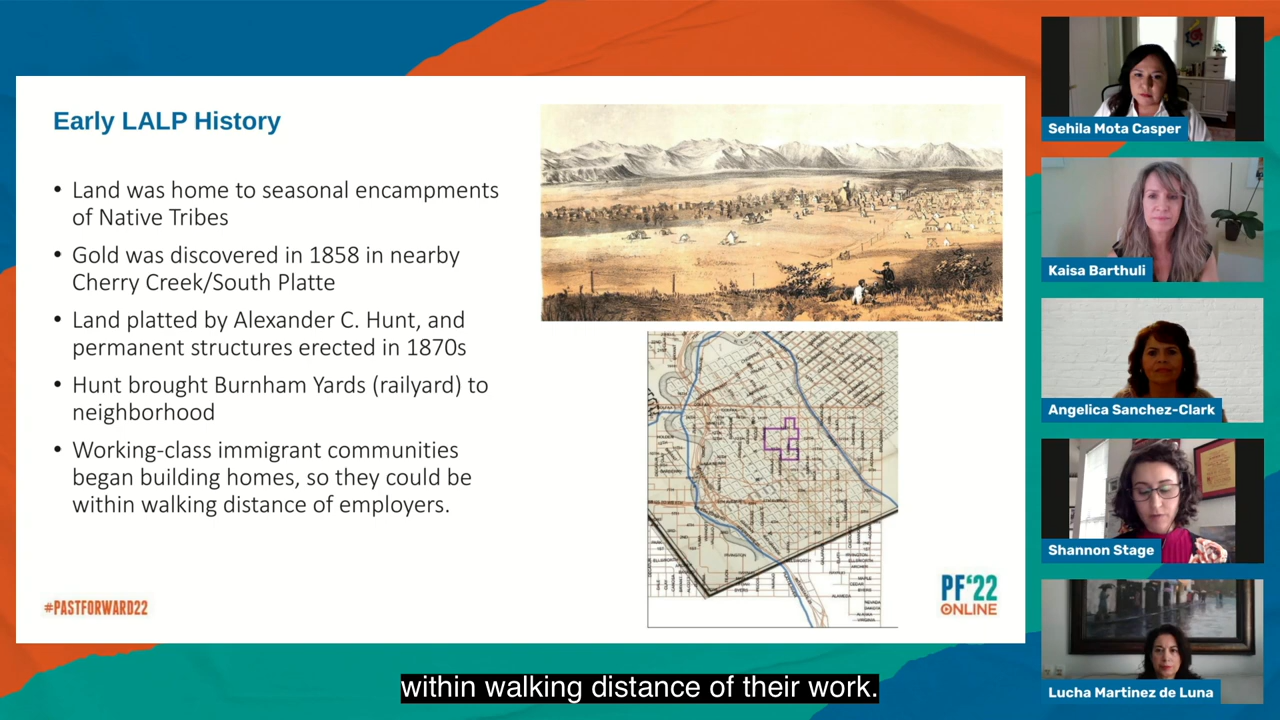 Early LALP History
• Land was home to seasonal encampments
of Native Tribes
• Gold was discovered in 1858 in nearby
Cherry Creek/South Platte
• Land platted by Alexander C. Hunt, and
permanent structures erected in 1870s
• Hunt brought Burnham Yards (railyard) to
neighborhood
• Working-class immigrant communities
began building homes, so they could be
within walking distance of employers.
#PASTFORWARD22
PF'22
ONLINE
Sehila Mota Casper
Kaisa Barthuli
Angelica Sanchez-Clark
Shannon Stage
Lucha Martinez de Luna
within walking distance of their work.